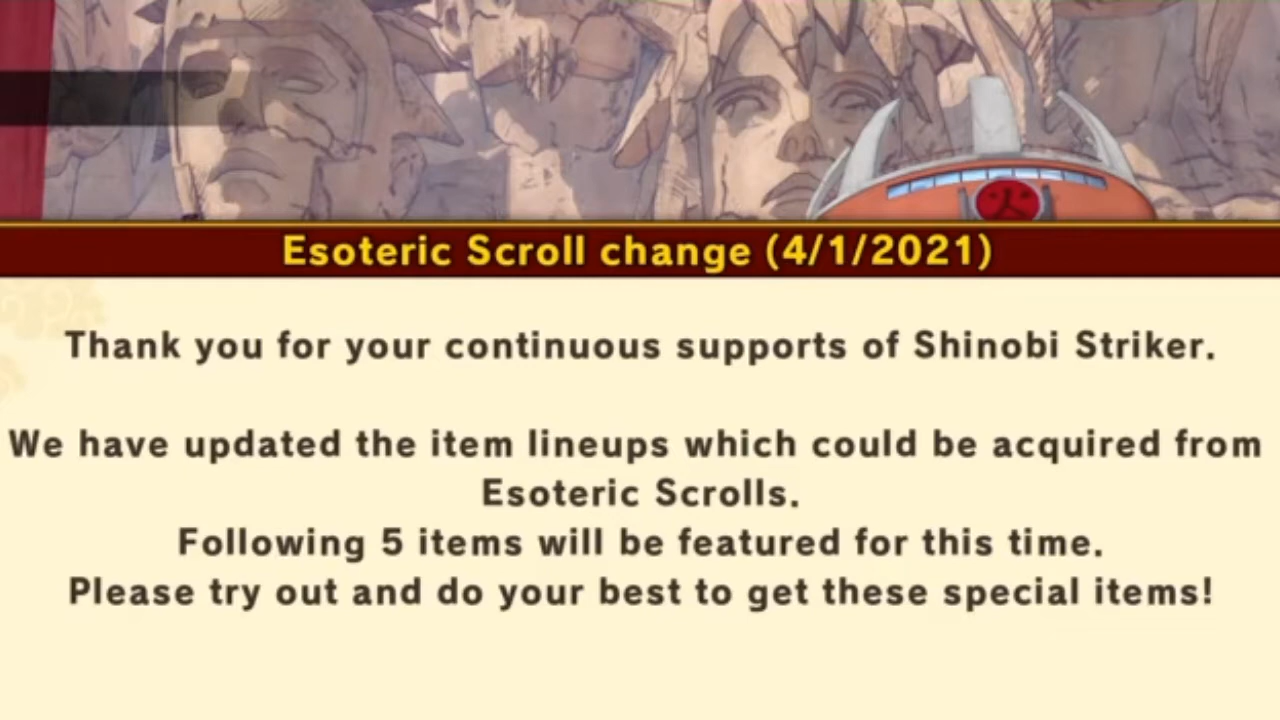 Esoteric Scroll change (4/1/2021)
Thank you for your continuous supports of Shinobi Striker.
We have updated the item lineups which could be acquired from
Esoteric Scrolls.
Following 5 items will be featured for this time.
Please try out and do your best to get these special items!